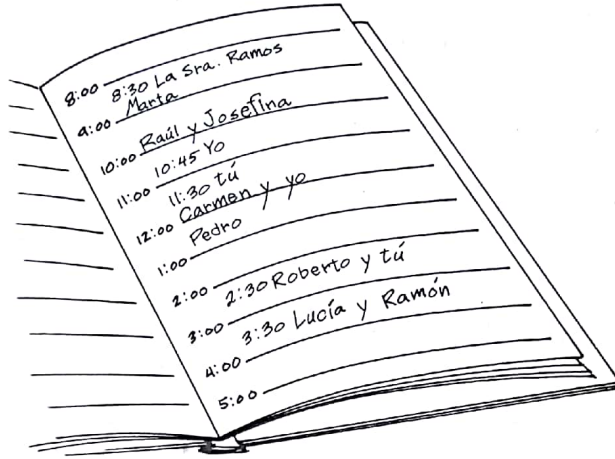 8:00
8:30 La Sra. Ramos
9:00 Marta
10:00 Raúl y Josefina
10:45 Yo
11:00
11:30 tú
12:00 Carmen y yo
1:00 Pedro
2:00
2:30 Roberto y tú
3:00
3:30 Lucía y Ramón
4:00
5:00